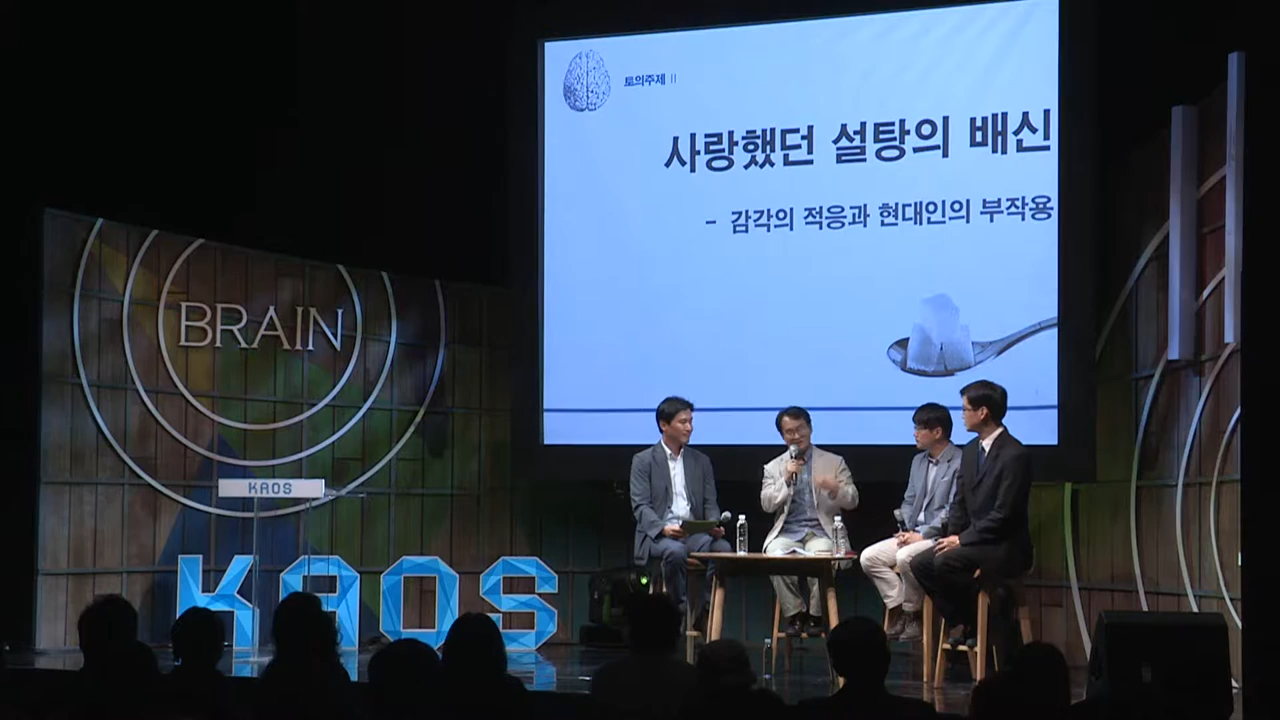 토의주제 II
사랑했던 설탕의 배신
- 감각의 적응과 현대인의 부작용
BRAIN
KAOS
KAOS